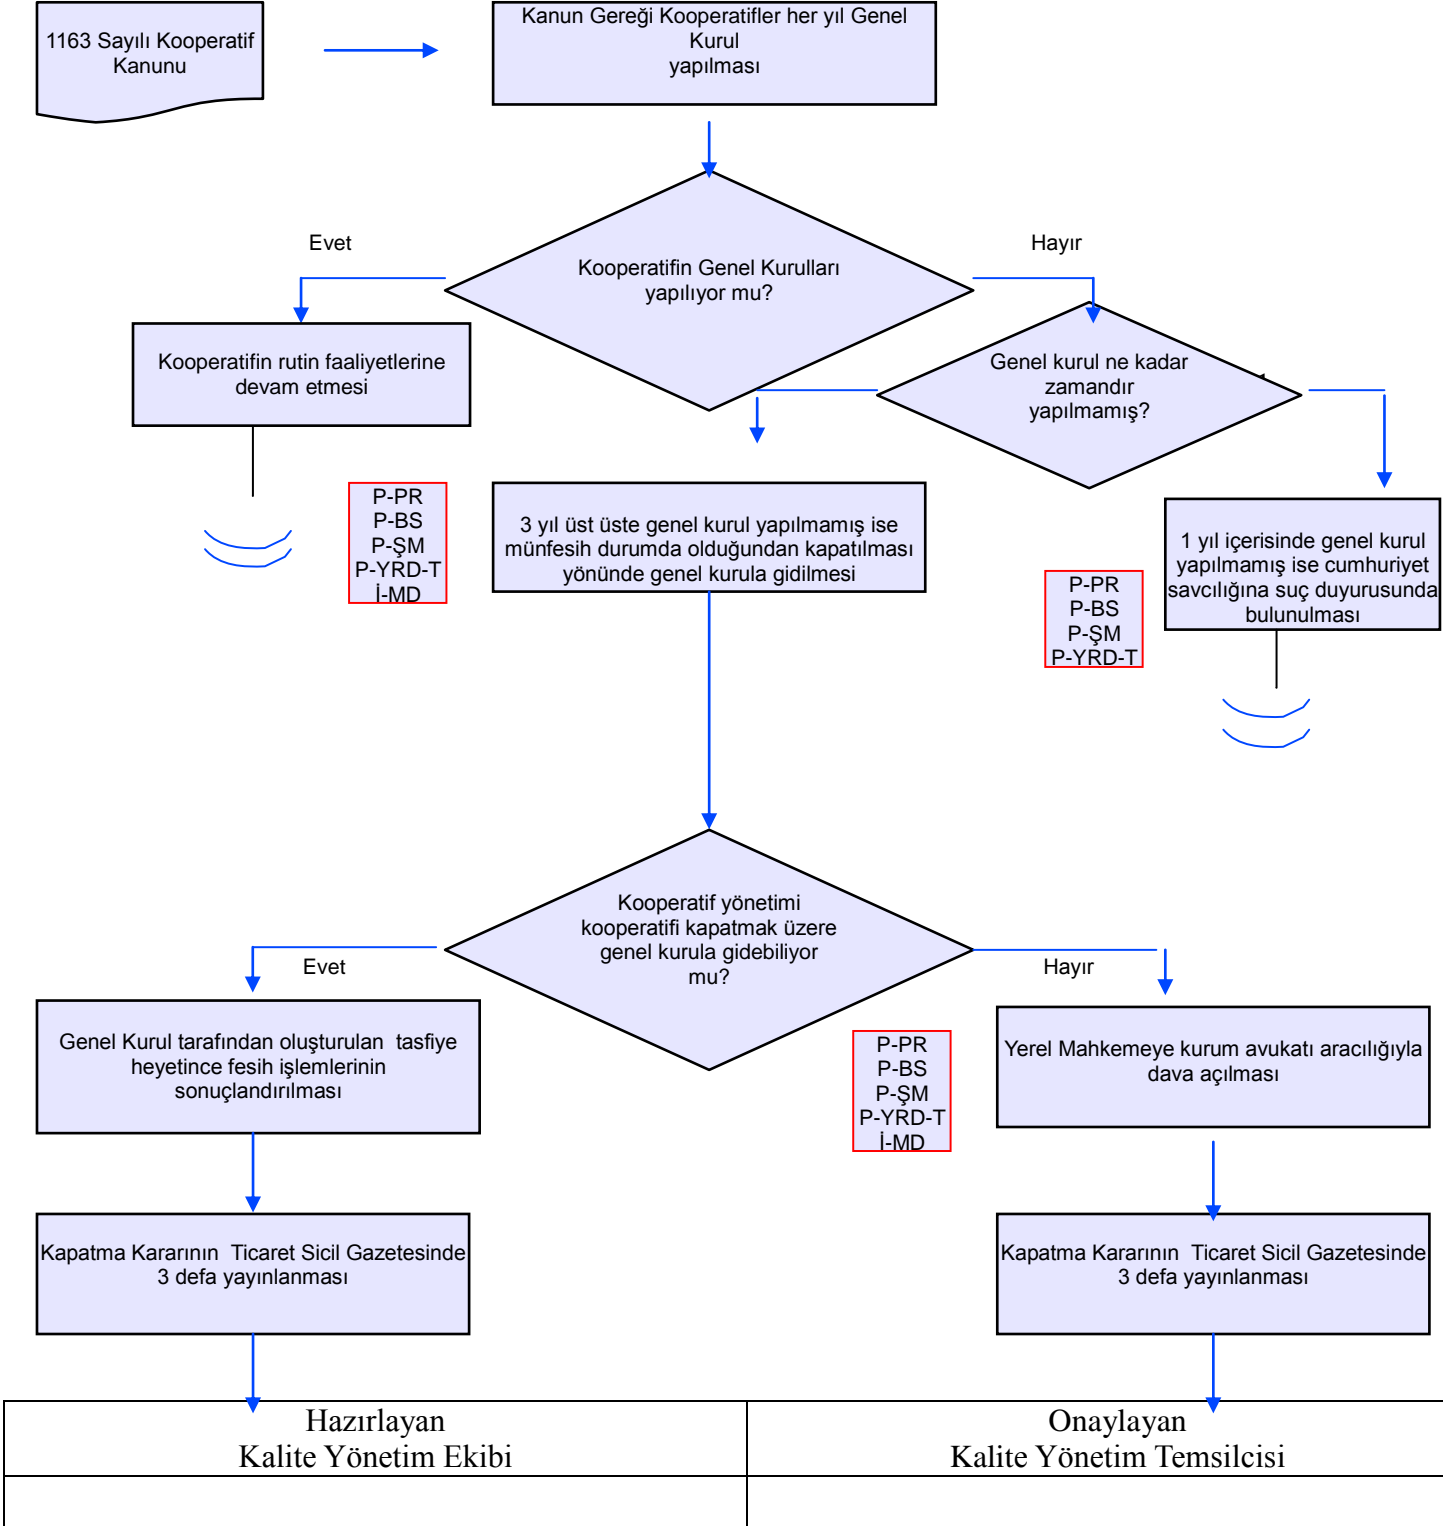 1163 Sayılı Kooperatif
Kanunu
Kanun Gereği Kooperatifler her yıl Genel
Kurul
yapılması
Evet
Hayır
Kooperatifin Genel Kurulları
yapılıyor mu?
Kooperatifin rutin faaliyetlerine
devam etmesi
Genel kurul ne kadar
zamandır
yapılmamış?
P-PR
P-BS
P-ŞM
P-YRD-T
İ-MD
3 yıl üst üste genel kurul yapılmamış ise
münfesih durumda olduğundan kapatılması
yönünde genel kurula gidilmesi
P-PR
P-BS
P-ŞM
P-YRD-T
1 yıl içerisinde genel kurul
yapılmamış ise cumhuriyet
savcılığına suç duyurusunda
bulunulması
Kooperatif yönetimi
kooperatifi kapatmak üzere
genel kurula gidebiliyor
mu?
Evet
Hayır
Genel Kurul tarafından oluşturulan tasfiye
heyetince fesih işlemlerinin
sonuçlandırılması
P-PR
P-BS
P-ŞM
P-YRD-T
İ-MD
Yerel Mahkemeye kurum avukatı aracılığıyla
dava açılması
Kapatma Kararının Ticaret Sicil Gazetesinde
3 defa yayınlanması
Kapatma Kararının Ticaret Sicil Gazetesinde
3 defa yayınlanması
Hazırlayan
Kalite Yönetim Ekibi
Onaylayan
Kalite Yönetim Temsilcisi